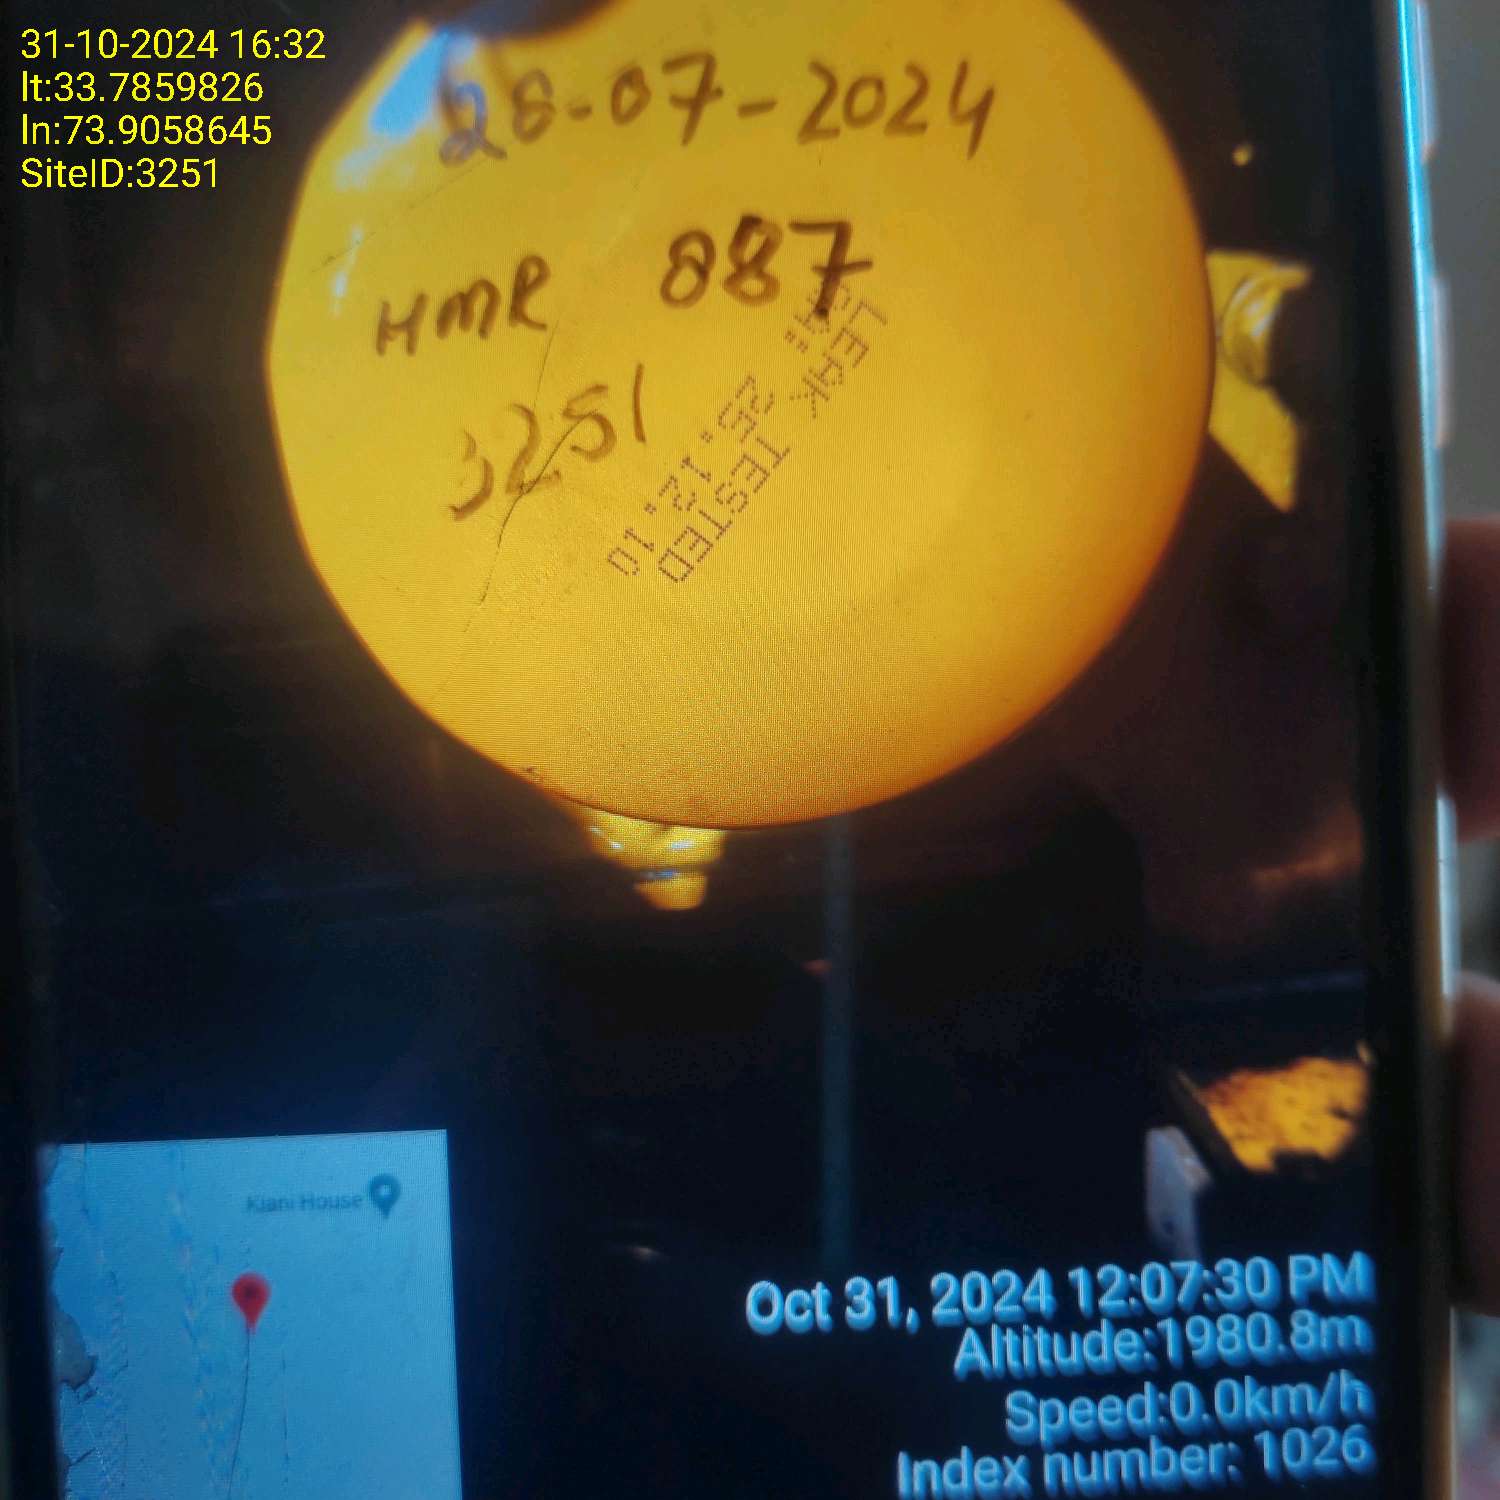 31-10-2024 16:32
lt:33.7859826
ln:73.9058645
SiteID:3251
28-07-2024
HMR 887
3251
LEAK TESTED
25.12.10
Kiani House
Oct 31, 2024 12:07:30 PM
Altitude:1980.8m
Speed:0.0km/h
Index number: 1026